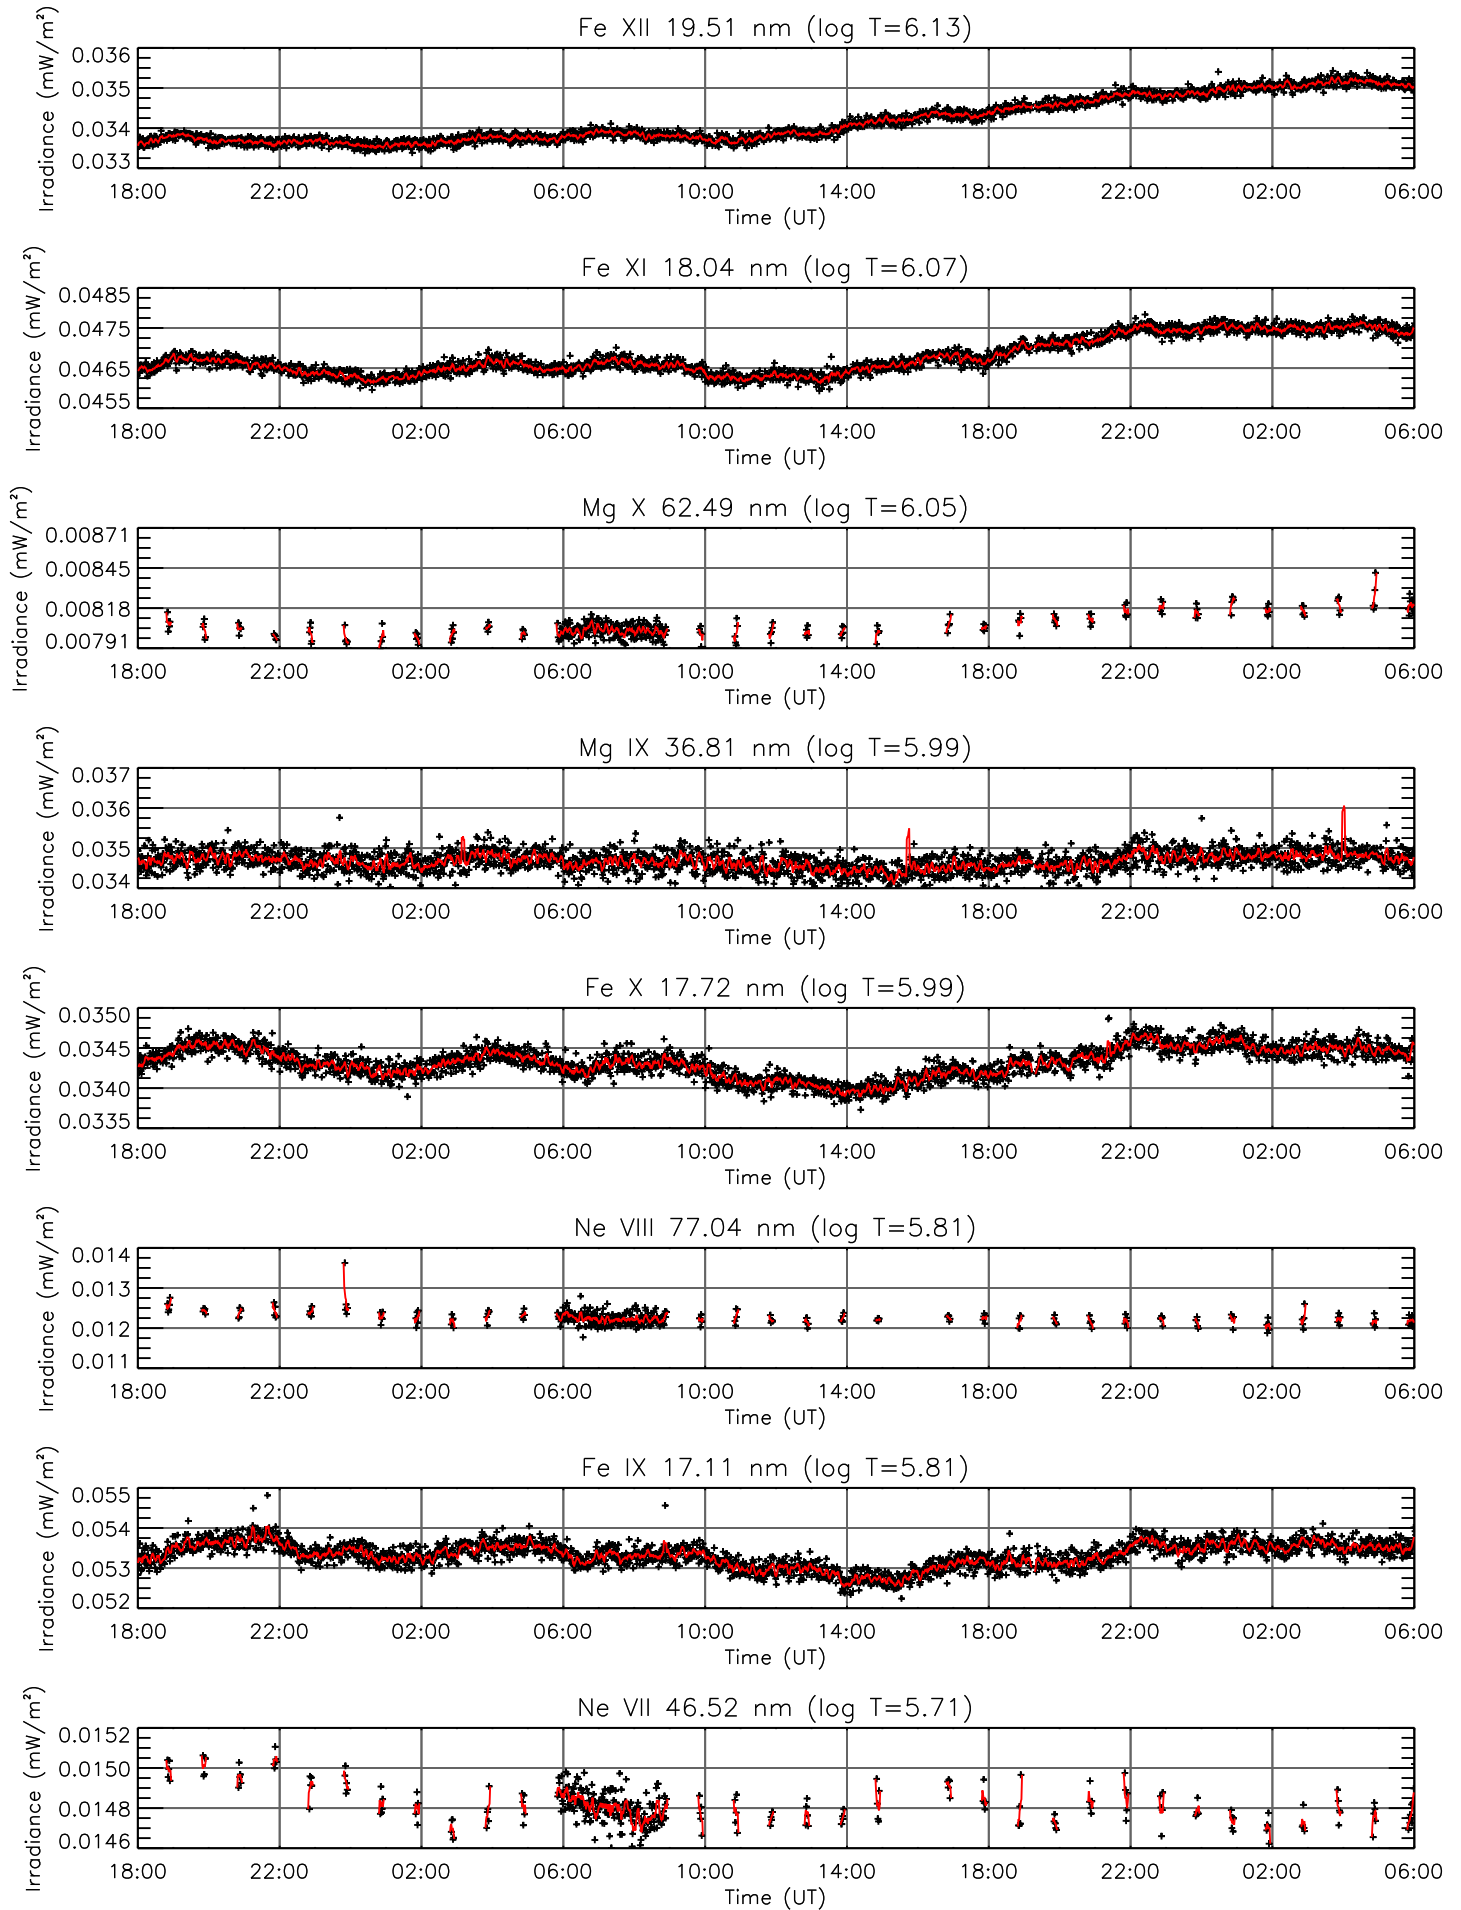 Fe XII 19.51 nm (log T=6.13)
Irradiance (mW/m²)
0.036
0.035
0.034
0.033
18:00 22:00 02:00 06:00 10:00 14:00 18:00 22:00 02:00 06:00
Time (UT)
Fe XI 18.04 nm (log T=6.07)
Irradiance (mW/m²)
0.0485
0.0475
0.0465
0.0455
18:00 22:00 02:00 06:00 10:00 14:00 18:00 22:00 02:00 06:00
Time (UT)
Mg X 62.49 nm (log T=6.05)
Irradiance (mW/m²)
0.00871
0.00845
0.00818
0.00791
18:00 22:00 02:00 06:00 10:00 14:00 18:00 22:00 02:00 06:00
Time (UT)
Mg IX 36.81 nm (log T=5.99)
Irradiance (mW/m²)
0.037
0.036
0.035
0.034
18:00 22:00 02:00 06:00 10:00 14:00 18:00 22:00 02:00 06:00
Time (UT)
Fe X 17.72 nm (log T=5.99)
Irradiance (mW/m²)
0.0350
0.0345
0.0340
0.0335
18:00 22:00 02:00 06:00 10:00 14:00 18:00 22:00 02:00 06:00
Time (UT)
Ne VIII 77.04 nm (log T=5.81)
Irradiance (mW/m²)
0.014
0.013
0.012
0.011
18:00 22:00 02:00 06:00 10:00 14:00 18:00 22:00 02:00 06:00
Time (UT)
Fe IX 17.11 nm (log T=5.81)
Irradiance (mW/m²)
0.055
0.054
0.053
0.052
18:00 22:00 02:00 06:00 10:00 14:00 18:00 22:00 02:00 06:00
Time (UT)
Ne VII 46.52 nm (log T=5.71)
Irradiance (mW/m²)
0.0152
0.0150
0.0148
0.0146
18:00 22:00 02:00 06:00 10:00 14:00 18:00 22:00 02:00 06:00
Time (UT)